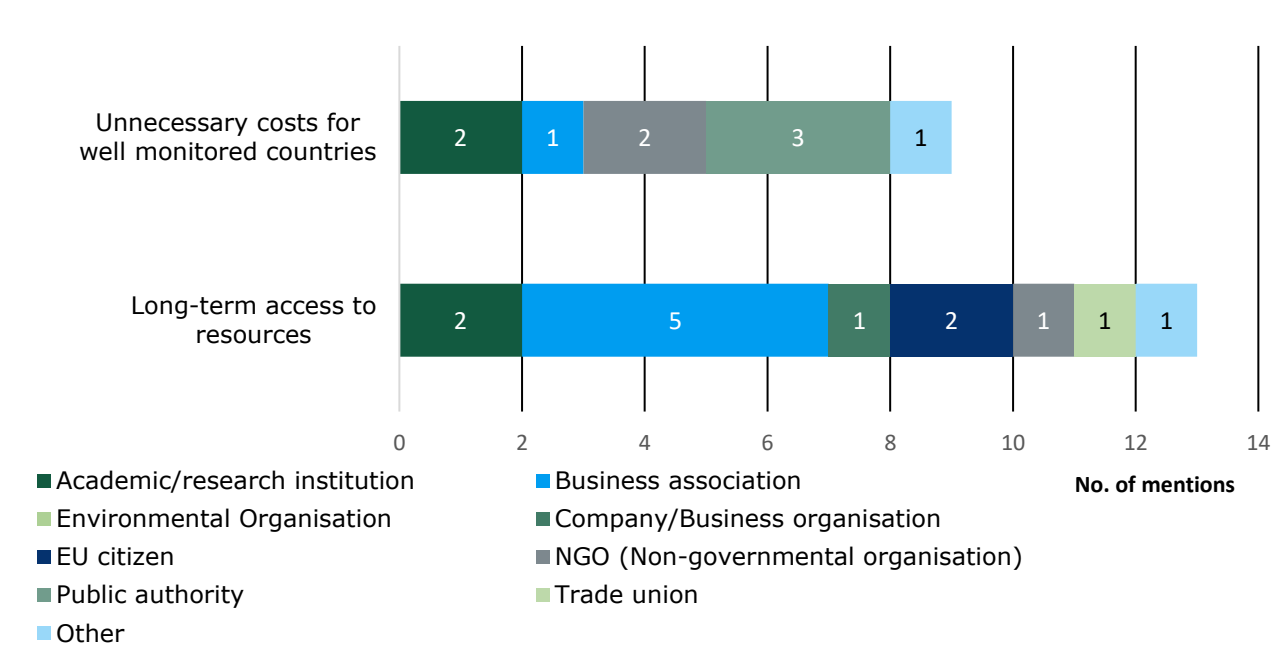 Unnecessary costs for
well monitored countries
2 1 2 3 1
Long-term access to
resources
2 5 1 2 1 1 1
0 2 4 6 8 10 12 14
No. of mentions
Academic/research institution
Business association
Environmental Organisation
Company/Business organisation
EU citizen
NGO (Non-governmental organisation)
Public authority
Trade union
Other